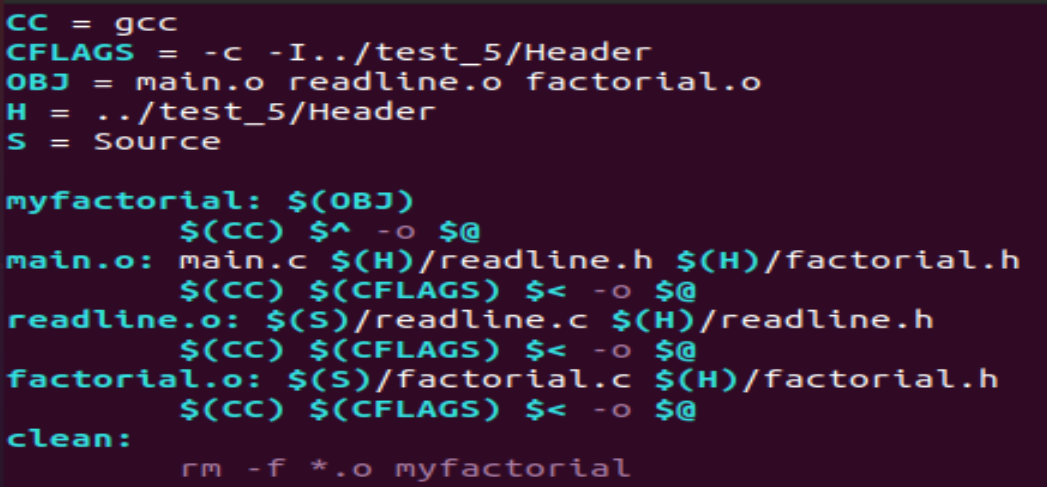 CC = gcc
CFLAGS = -c -I../test_5/Header
OBJ = main.o readline.o factorial.o
H = ../test_5/Header
S = Source
myfactorial: $(OBJ)
$(CC) $^ -o $@
main.o: main.c $(H)/readline.h $(H)/factorial.h
$(CC) $(CFLAGS) $< -o $@
readline.o: $(S)/readline.c $(H)/readline.h
$(CC) $(CFLAGS) $< -o $@
factorial.o: $(S)/factorial.c $(H)/factorial.h
$(CC) $(CFLAGS) $< -o $@
clean:
rm -f *.o myfactorial